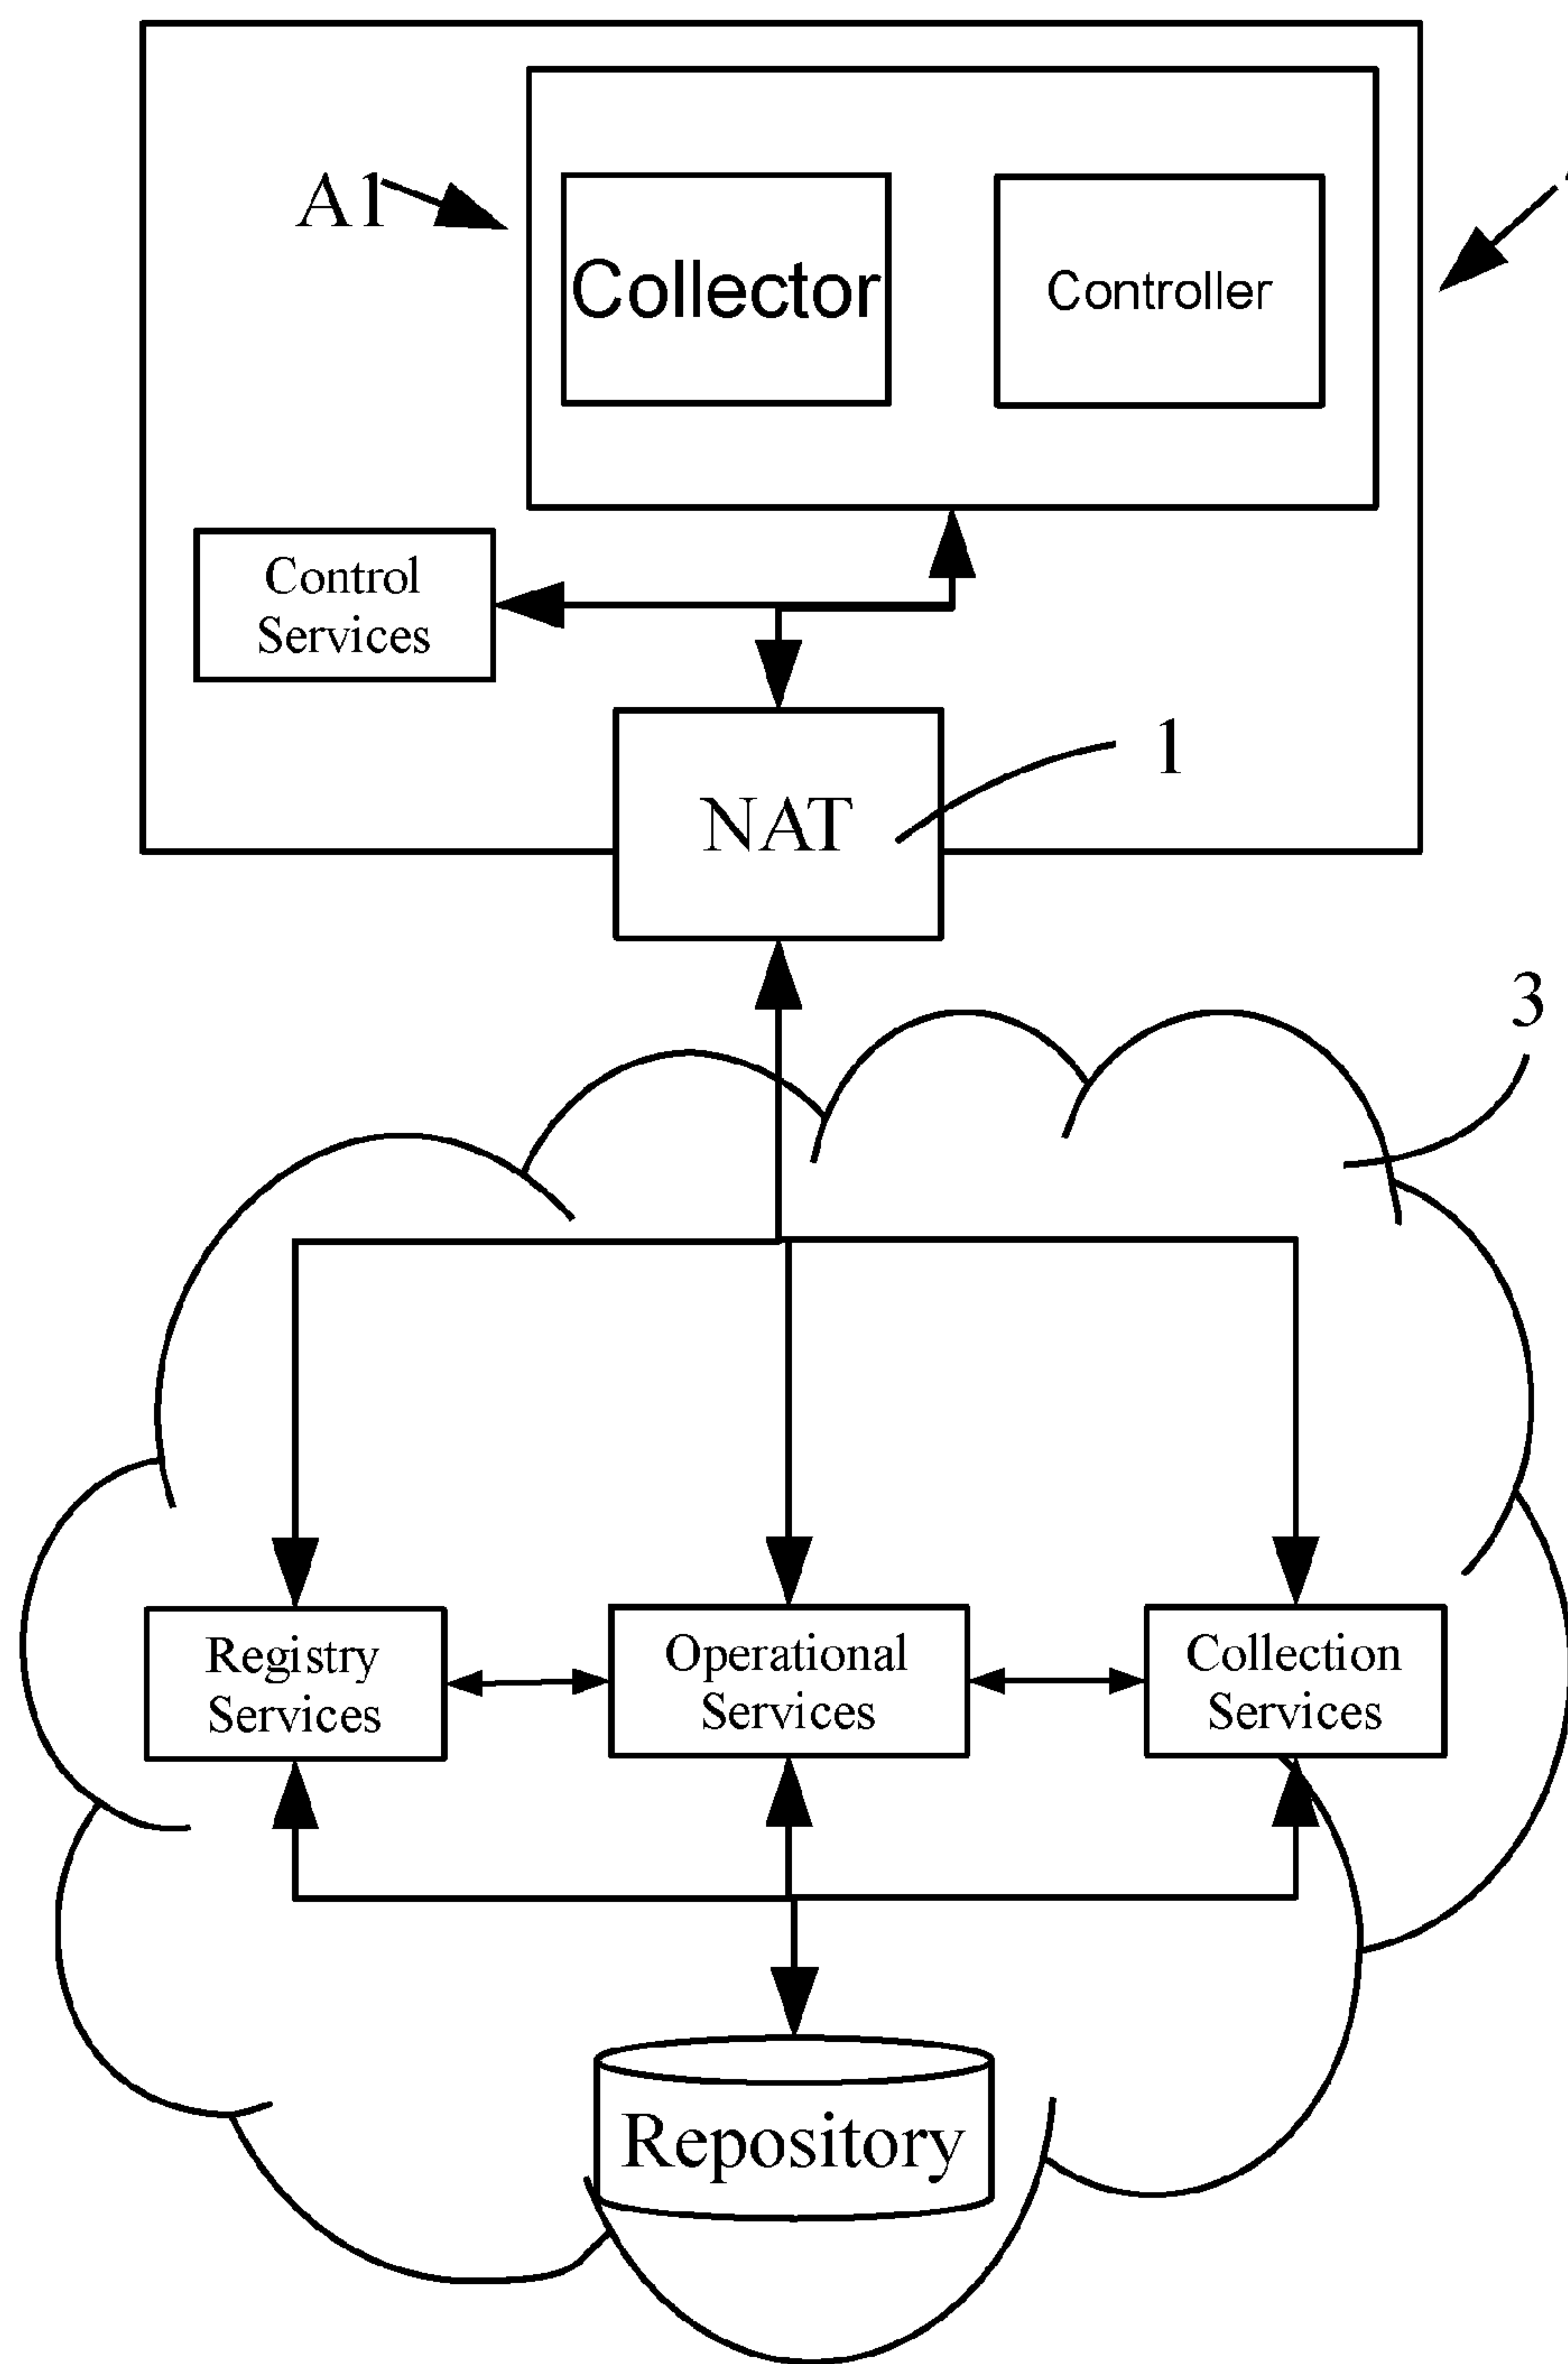 A1
Collector
Controller
Control
Services
NAT
1
3
Registry
Services
Operational
Services
Collection
Services
Repository